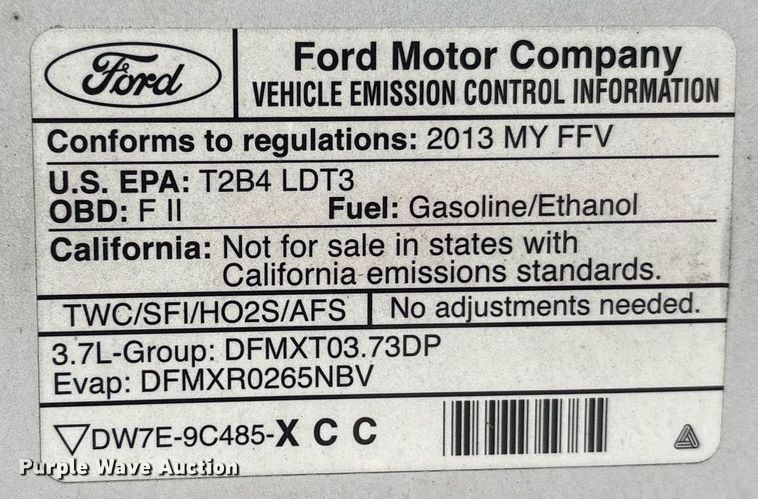 Ford
Ford Motor Company
VEHICLE EMISSION CONTROL INFORMATION
Conforms to regulations: 2013 MY FFV
U.S. EPA: T2B4 LDT3
OBD: F II Fuel: Gasoline/Ethanol
California: Not for sale in states with
California emissions standards.
TWC/SFI/HO2S/AFS No adjustments needed.
3.7L-Group: DFMXT03.73DP
Evap: DFMXR0265NBV
DW7E-9C485-X C C
Purple Wave Auction